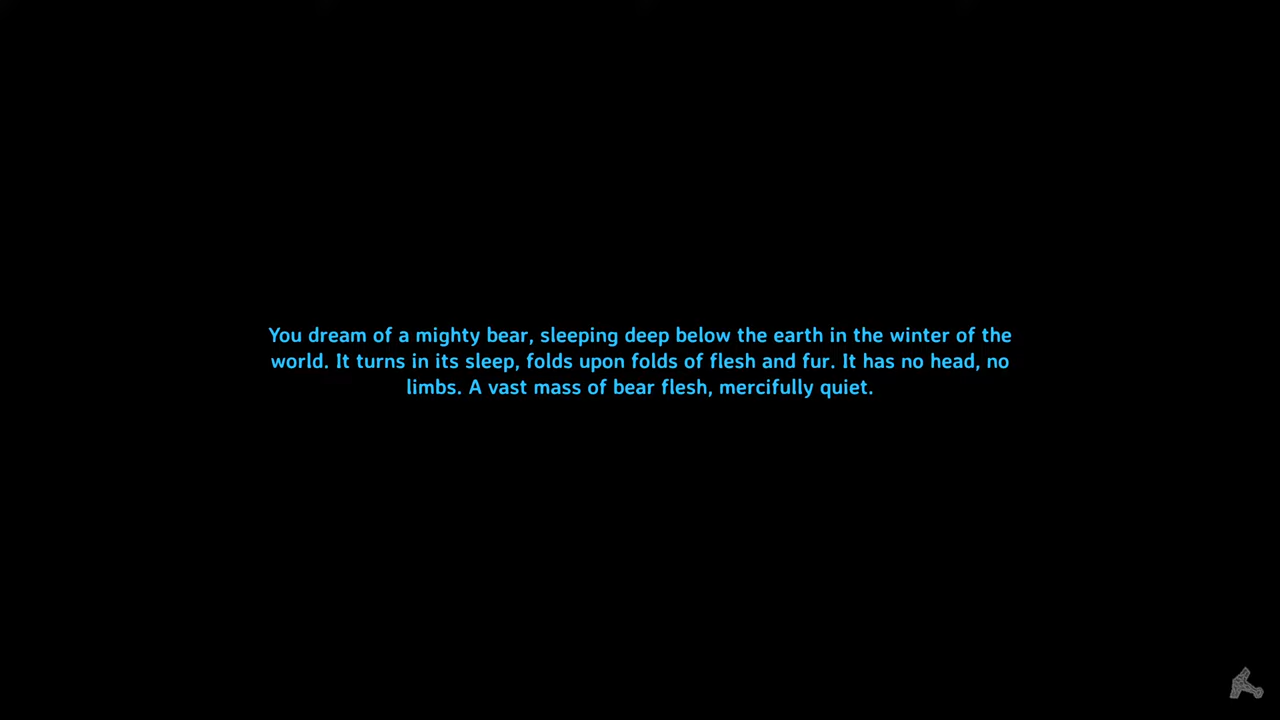 You dream of a mighty bear, sleeping deep below the earth in the winter of the
world. It turns in its sleep, folds upon folds of flesh and fur. It has no head, no
limbs. A vast mass of bear flesh, mercifully quiet.